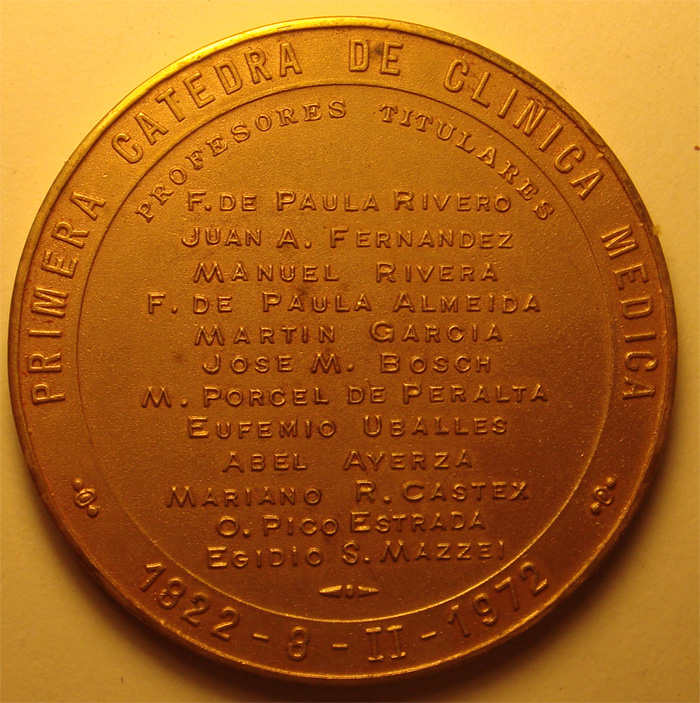 PRIMERA CATEDRA DE CLINICA MEDICA
PROFESORES TITULARES
F. DE PAULA RIVERO
JUAN A. FERNANDEZ
MANUEL RIVERA
F. DE PAULA ALMEIDA
MARTIN GARCIA
JOSE M. BOSCH
M. PORCEL DE PERALTA
EUFEMIO UBALLES
ABEL AYERZA
MARIANO R. CASTEX
O. PICO ESTRADA
EGIDIO S. MAZZEI
1822-8-II-1972